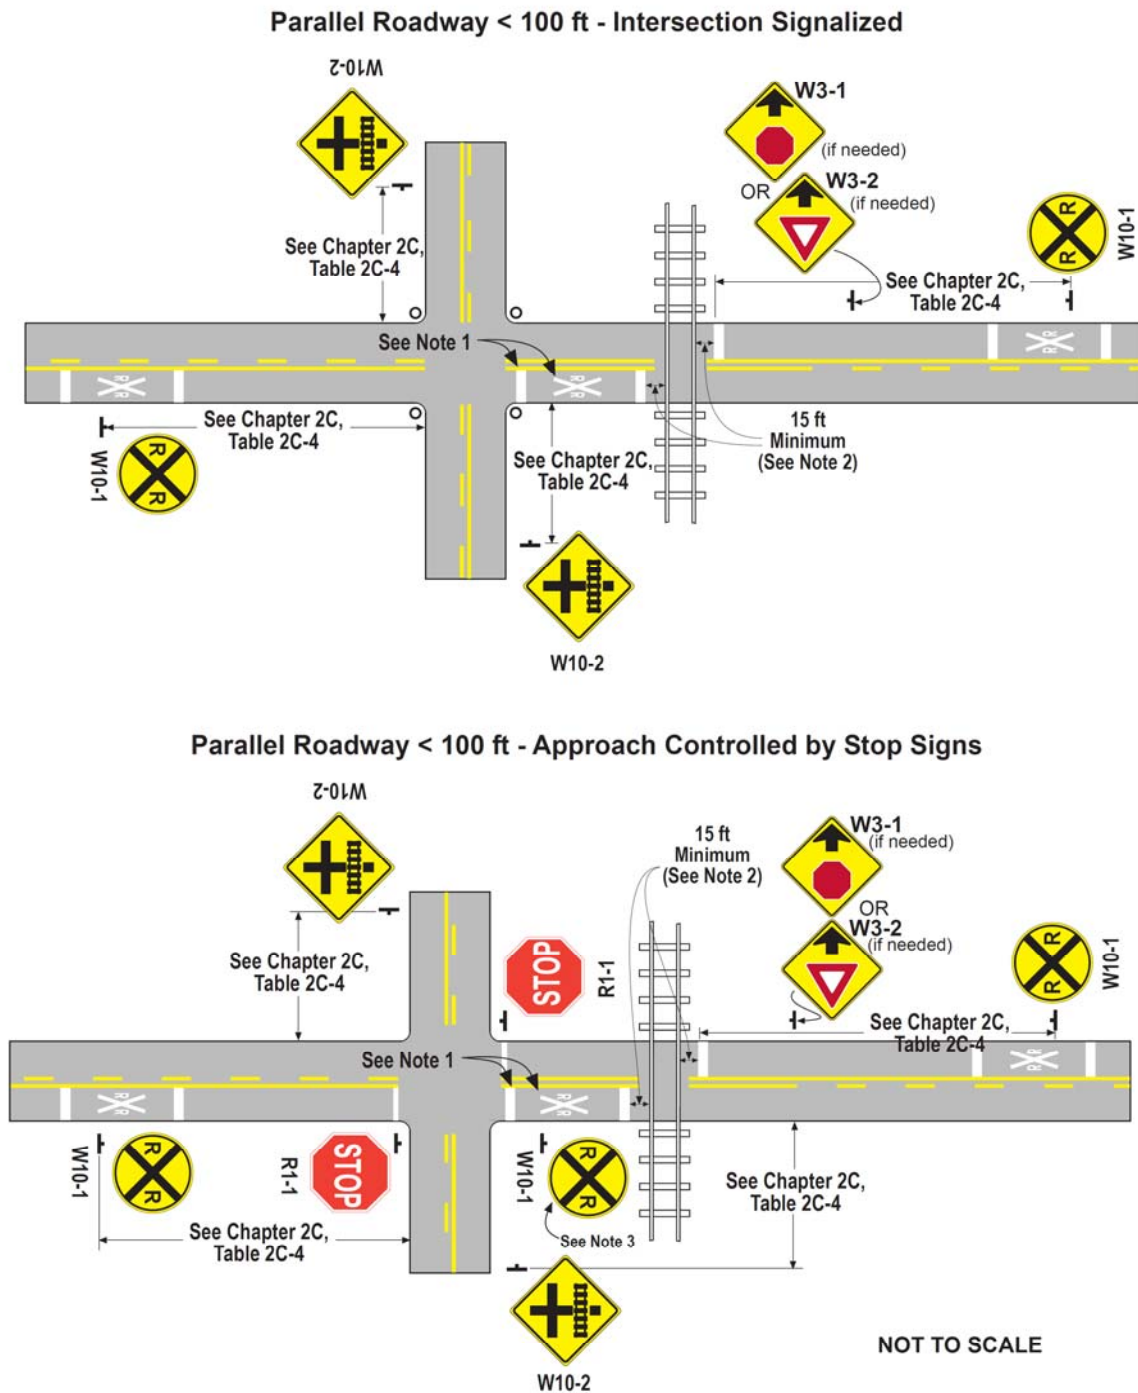 Parallel Roadway < 100 ft - Intersection Signalized
W10-2
W3-1
(if needed)
OR
W3-2
(if needed)
R
R
W10-1
See Chapter 2C,
Table 2C-4
See Chapter 2C,
Table 2C-4
See Note 1
R
R
R
R
R
R
See Chapter 2C,
Table 2C-4
15 ft
Minimum
(See Note 2)
See Chapter 2C,
Table 2C-4
W10-1
R
R
W10-2
Parallel Roadway < 100 ft - Approach Controlled by Stop Signs
W10-2
15 ft
Minimum
(See Note 2)
W3-1
(if needed)
OR
W3-2
(if needed)
R
R
W10-1
STOP
R1-1
See Chapter 2C,
Table 2C-4
See Chapter 2C,
Table 2C-4
See Note 1
R
R
R
R
R
R
W10-1
R
R
R1-1
STOP
W10-1
R
R
See Chapter 2C,
Table 2C-4
See Chapter 2C,
Table 2C-4
See Note 3
NOT TO SCALE
W10-2